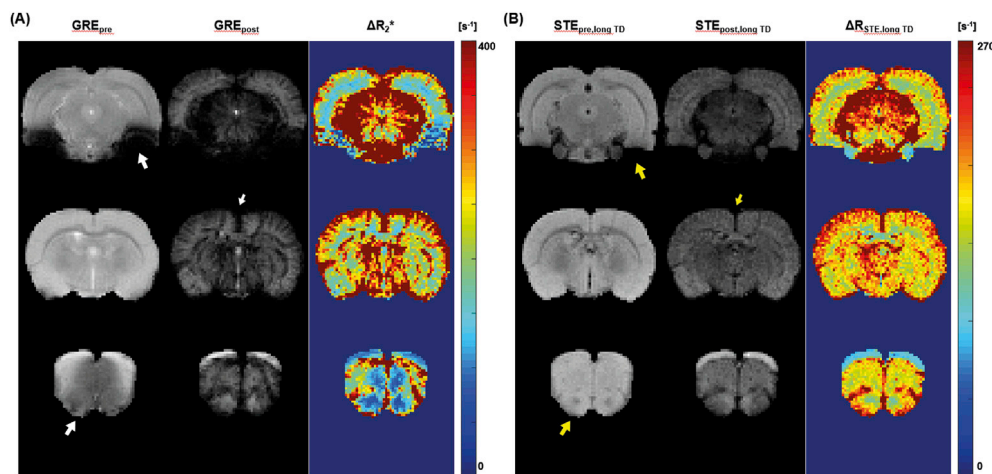 (A) GREpre GREpost ΔR2* [s-1] (B) STEpre,long TD STEpost,long TD ΔRSTE,long TD [s-1]
400 270
0 0